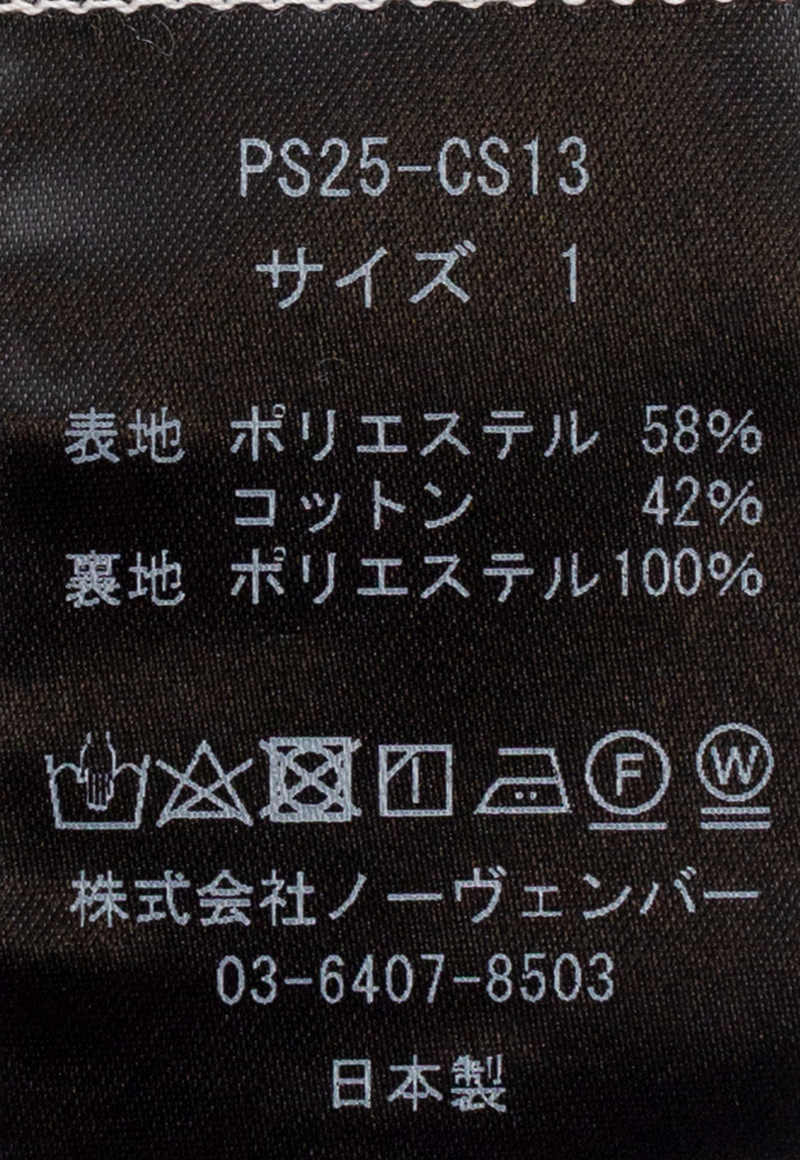 PS25-CS13
サイズ 1
表地 ポリエステル 58%
コットン 42%
裏地 ポリエステル100%
F W
株式会社ノーヴェンバー
03-6407-8503
日本製